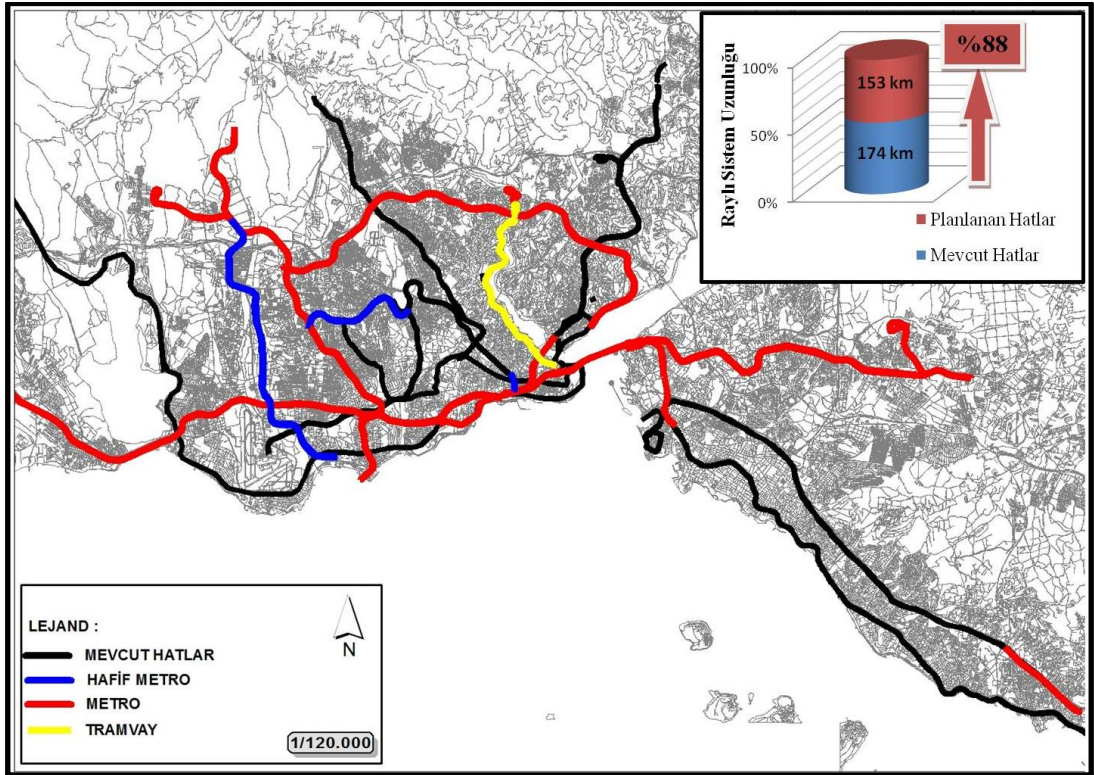 %88
100%
153 km
50%
174 km
0%
Raylı Sistem Uzunluğu
Planlanan Hatlar
Mevcut Hatlar
LEJAND :
N
MEVCUT HATLAR
HAFİF METRO
METRO
TRAMVAY
1/120.000